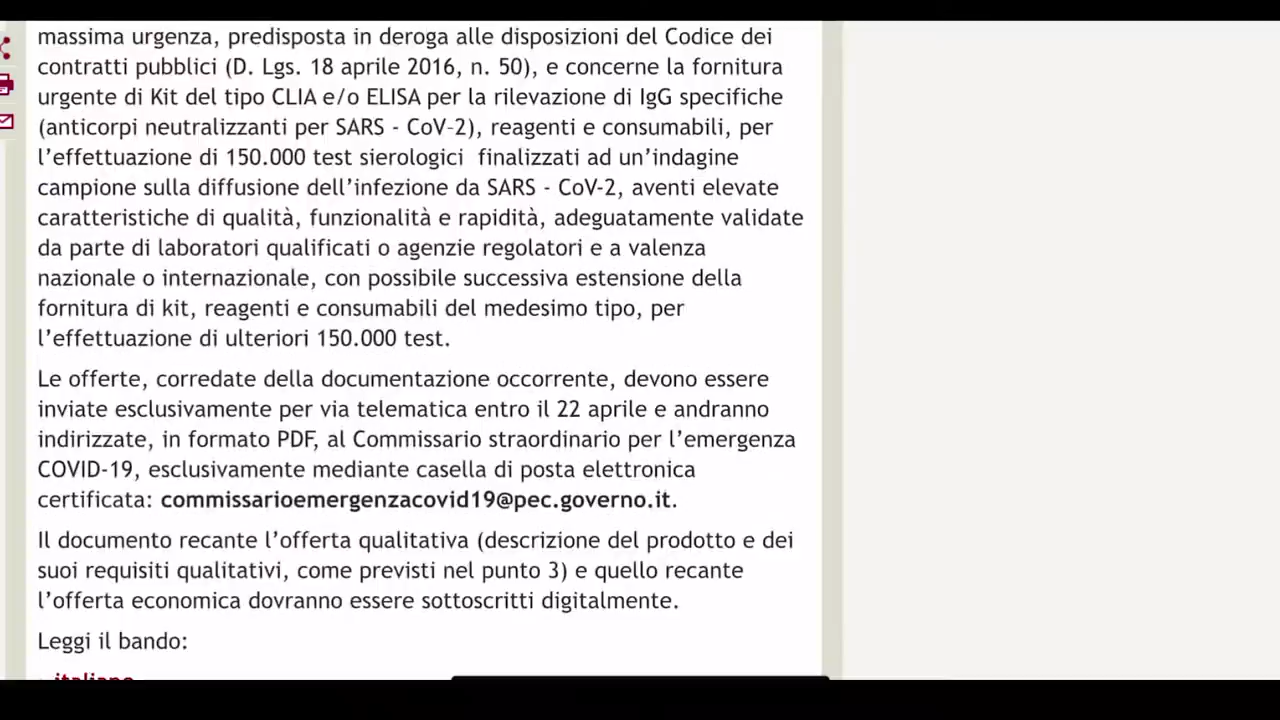 massima urgenza, predisposta in deroga alle disposizioni del Codice dei
contratti pubblici (D. Lgs. 18 aprile 2016, n. 50), e concerne la fornitura
urgente di Kit del tipo CLIA e/o ELISA per la rilevazione di IgG specifiche
(anticorpi neutralizzanti per SARS - CoV-2), reagenti e consumabili, per
l’effettuazione di 150.000 test sierologici  finalizzati ad un’indagine
campione sulla diffusione dell’infezione da SARS - CoV-2, aventi elevate
caratteristiche di qualità, funzionalità e rapidità, adeguatamente validate
da parte di laboratori qualificati o agenzie regolatori e a valenza
nazionale o internazionale, con possibile successiva estensione della
fornitura di kit, reagenti e consumabili del medesimo tipo, per
l’effettuazione di ulteriori 150.000 test.
Le offerte, corredate della documentazione occorrente, devono essere
inviate esclusivamente per via telematica entro il 22 aprile e andranno
indirizzate, in formato PDF, al Commissario straordinario per l’emergenza
COVID-19, esclusivamente mediante casella di posta elettronica
certificata: commissarioemergenzacovid19@pec.governo.it.
Il documento recante l’offerta qualitativa (descrizione del prodotto e dei
suoi requisiti qualitativi, come previsti nel punto 3) e quello recante
l’offerta economica dovranno essere sottoscritti digitalmente.
Leggi il bando:
italiano